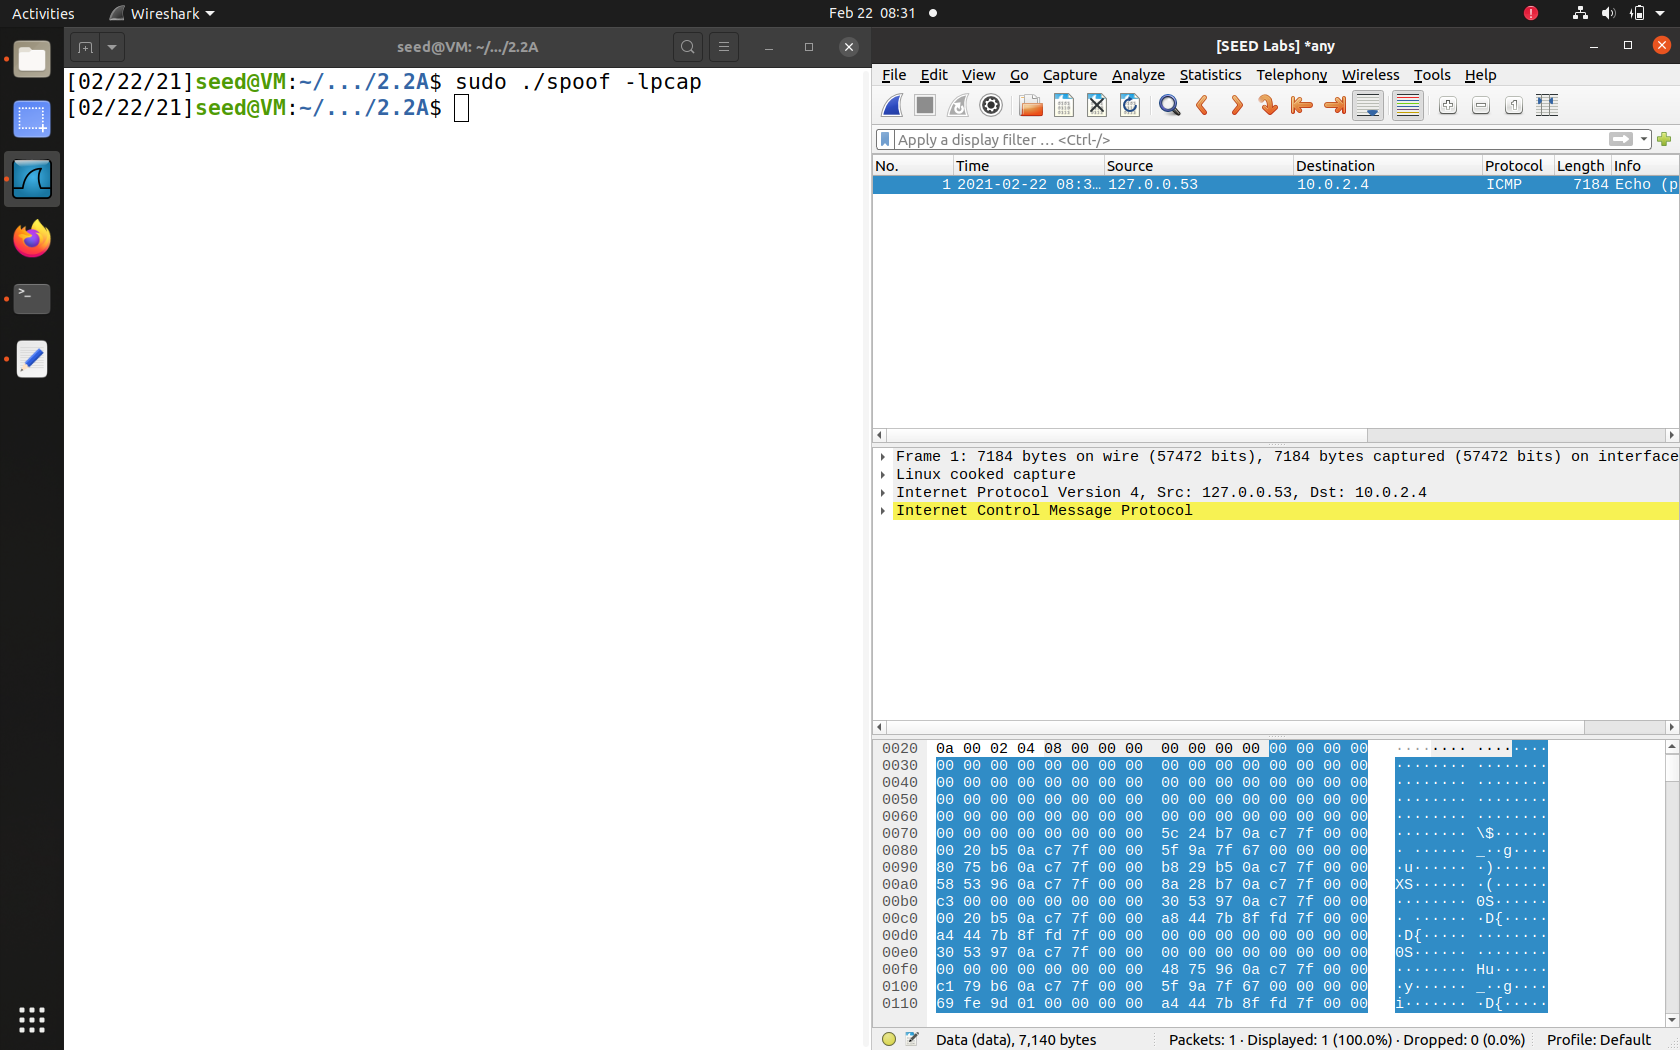 Activities
Wireshark
Feb 22 08:31
seed@VM: ~/.../2.2A
[02/22/21]seed@VM:~/.../2.2A$ sudo ./spoof -lpcap
[02/22/21]seed@VM:~/.../2.2A$
[SEED Labs] *any
File Edit View Go Capture Analyze Statistics Telephony Wireless Tools Help
Apply a display filter … <Ctrl-/>
No. Time Source Destination Protocol Length Info
1 2021-02-22 08:3… 127.0.0.53 10.0.2.4 ICMP 7184 Echo (p
Frame 1: 7184 bytes on wire (57472 bits), 7184 bytes captured (57472 bits) on interface
Linux cooked capture
Internet Protocol Version 4, Src: 127.0.0.53, Dst: 10.0.2.4
Internet Control Message Protocol
0020 0a 00 02 04 08 00 00 00 00 00 00 00 00 00 00 00 ········ ········
0030 00 00 00 00 00 00 00 00 00 00 00 00 00 00 00 00 ········ ········
0040 00 00 00 00 00 00 00 00 00 00 00 00 00 00 00 00 ········ ········
0050 00 00 00 00 00 00 00 00 00 00 00 00 00 00 00 00 ········ ········
0060 00 00 00 00 00 00 00 00 00 00 00 00 00 00 00 00 ········ ········
0070 00 00 00 00 00 00 00 00 5c 24 b7 0a c7 7f 00 00 ········ \$······
0080 00 20 b5 0a c7 7f 00 00 5f 9a 7f 67 00 00 00 00 · ······ _··g····
0090 80 75 b6 0a c7 7f 00 00 b8 29 b5 0a c7 7f 00 00 ·u······ ·)······
00a0 58 53 96 0a c7 7f 00 00 8a 28 b7 0a c7 7f 00 00 XS······ ·(······
00b0 c3 00 00 00 00 00 00 00 30 53 97 0a c7 7f 00 00 ········ 0S······
00c0 00 20 b5 0a c7 7f 00 00 a8 44 7b 8f fd 7f 00 00 · ······ ·D{·····
00d0 a4 44 7b 8f fd 7f 00 00 00 00 00 00 00 00 00 00 ·D{····· ········
00e0 30 53 97 0a c7 7f 00 00 00 00 00 00 00 00 00 00 0S······ ········
00f0 00 00 00 00 00 00 00 00 48 75 96 0a c7 7f 00 00 ········ Hu······
0100 c1 79 b6 0a c7 7f 00 00 5f 9a 7f 67 00 00 00 00 ·y······ _··g····
0110 69 fe 9d 01 00 00 00 00 a4 44 7b 8f fd 7f 00 00 i······· ·D{·····
Data (data), 7,140 bytes
Packets: 1 · Displayed: 1 (100.0%) · Dropped: 0 (0.0%)
Profile: Default